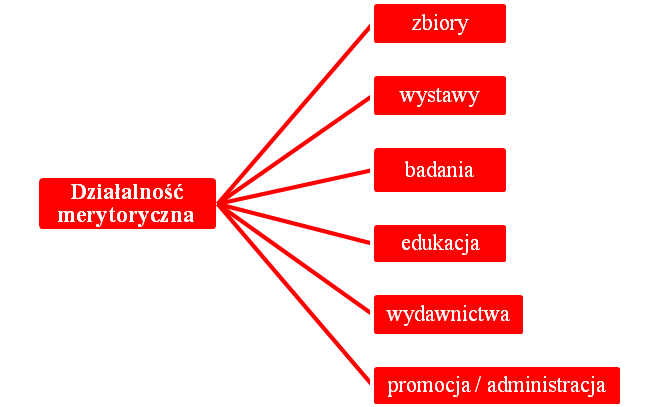 Działalność
merytoryczna
zbiory
wystawy
badania
edukacja
wydawnictwa
promocja / administracja